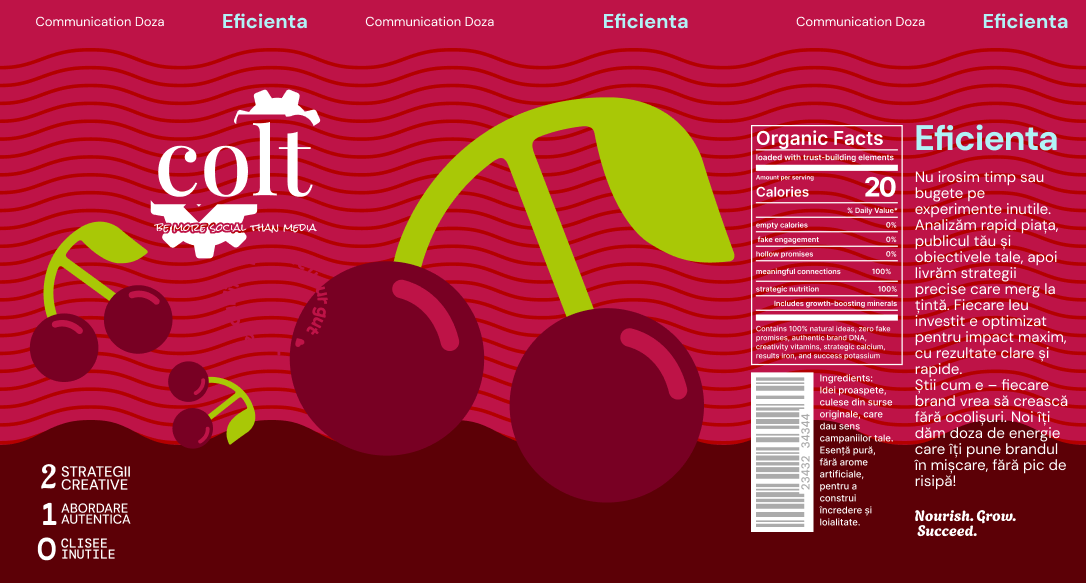 Communication Doza
Eficienta
Communication Doza
Eficienta
Communication Doza
Eficienta
colt
BE MORE SOCIAL THAN MEDIA
2 STRATEGII
CREATIVE
1 ABORDARE
AUTENTICA
0 CLISEE
INUTILE
Organic Facts
loaded with trust-building elements
Amount per serving
Calories 20
% Daily Value*
empty calories 0%
fake engagement 0%
hollow promises 0%
meaningful connections 100%
strategic nutrition 100%
Includes growth-boosting minerals
Contains 100% natural ideas, zero fake
promises, authentic brand DNA,
creativity vitamins, strategic calcium,
results iron, and success potassium
23432 34344
Ingredients:
Idei proaspete,
culese din surse
originale, care
dau sens
campaniilor tale.
Esență pură,
fără arome
artificiale,
pentru a
construi
încredere și
loialitate.
Eficienta
Nu irosim timp sau
bugete pe
experimente inutile.
Analizăm rapid piața,
publicul tău și
obiectivele tale, apoi
livrăm strategii
precise care merg la
țintă. Fiecare leu
investit e optimizat
pentru impact maxim,
cu rezultate clare și
rapide.
Știi cum e – fiecare
brand vrea să crească
fără ocolișuri. Noi îți
dăm doza de energie
care îți pune brandul
în mișcare, fără pic de
risipă!
Nourish. Grow.
Succeed.